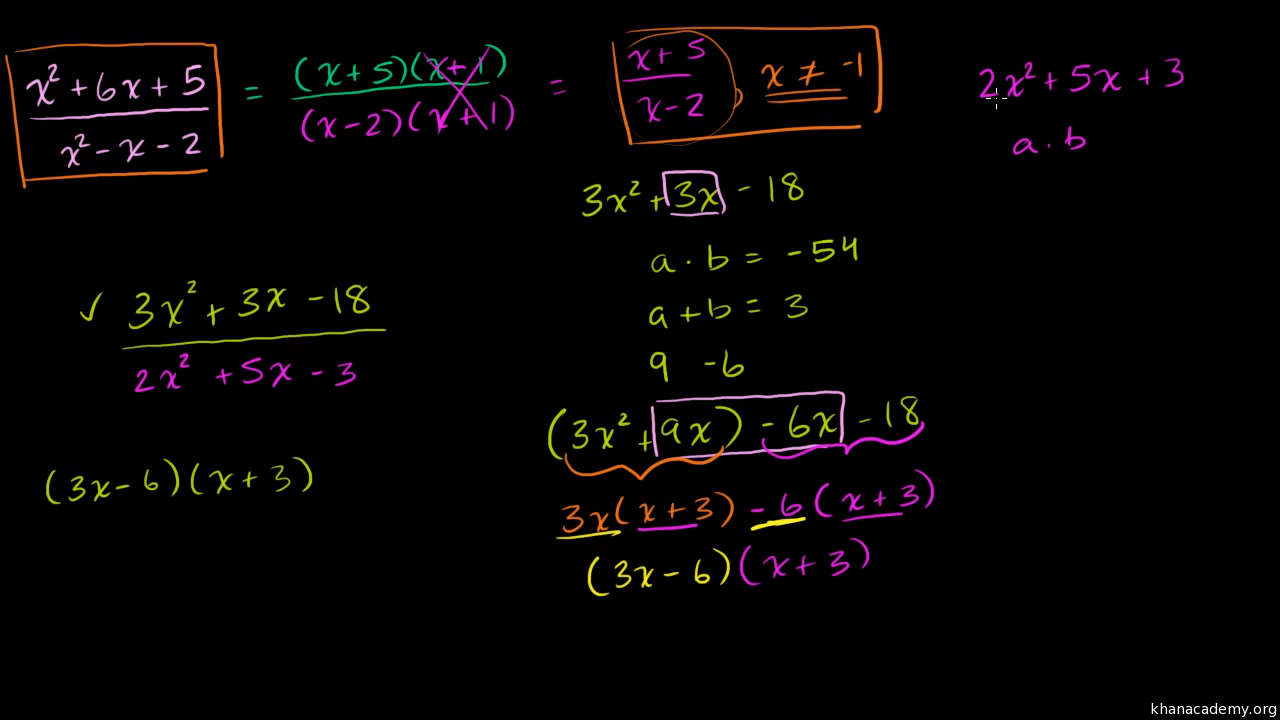 x² + 6x + 5 / x² - x - 2 = (x + 5)(x + 1) / (x - 2)(x + 1) = x + 5 / x - 2 , x ≠ -1
3x² + 3x - 18
a · b = -54
a + b = 3
9 -6
(3x² + 9x) - 6x - 18
3x(x + 3) - 6(x + 3)
(3x - 6)(x + 3)
✓ 3x² + 3x - 18 / 2x² + 5x - 3
(3x - 6)(x + 3)
2x² + 5x + 3
a · b
khanacademy.org